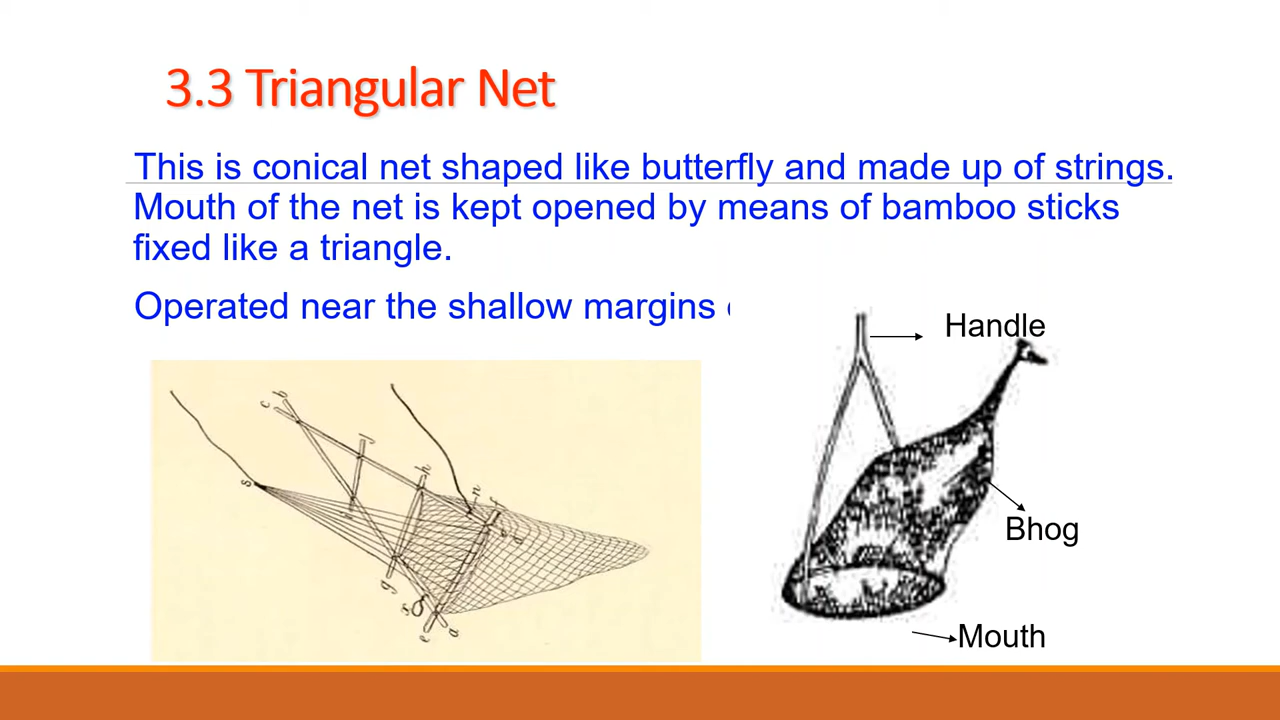 3.3 Triangular Net
This is conical net shaped like butterfly and made up of strings.
Mouth of the net is kept opened by means of bamboo sticks
fixed like a triangle.
Operated near the shallow margins
Handle
Bhog
Mouth
b
c
j
h
n
f
s
d
g
x
e
a